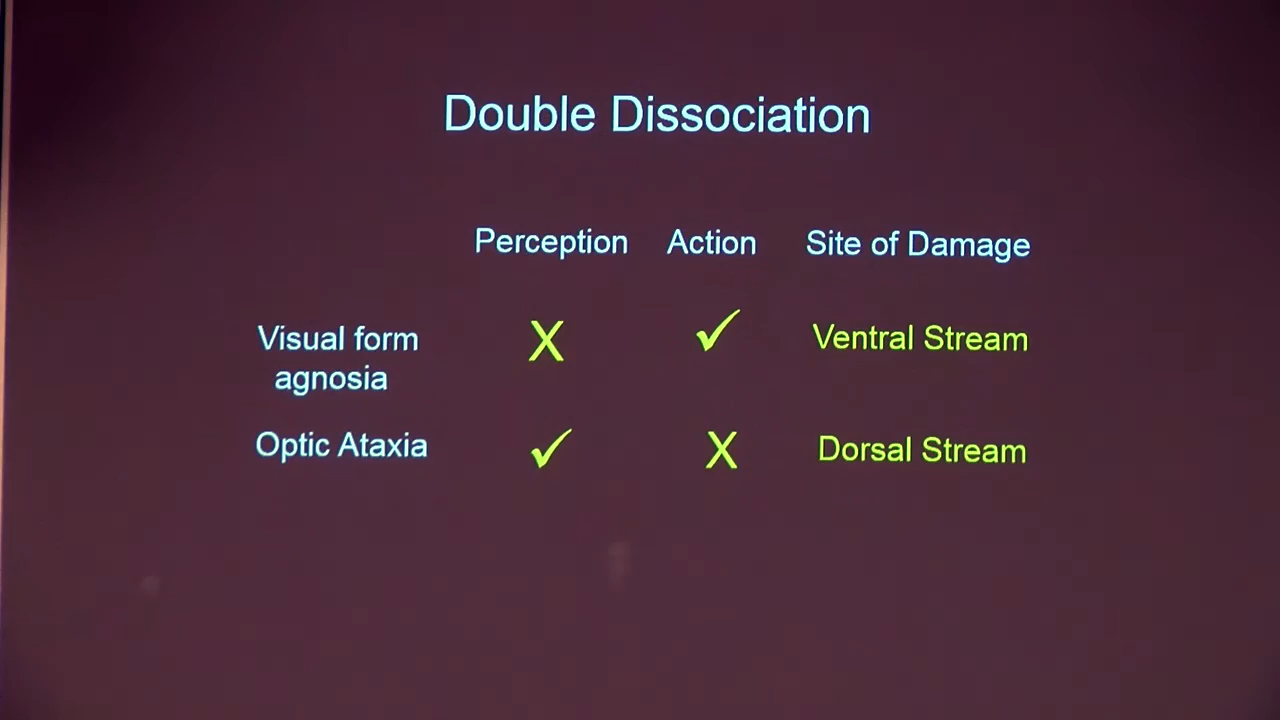 Double Dissociation
Perception Action Site of Damage
Visual form
agnosia
X ✓ Ventral Stream
Optic Ataxia ✓ X Dorsal Stream